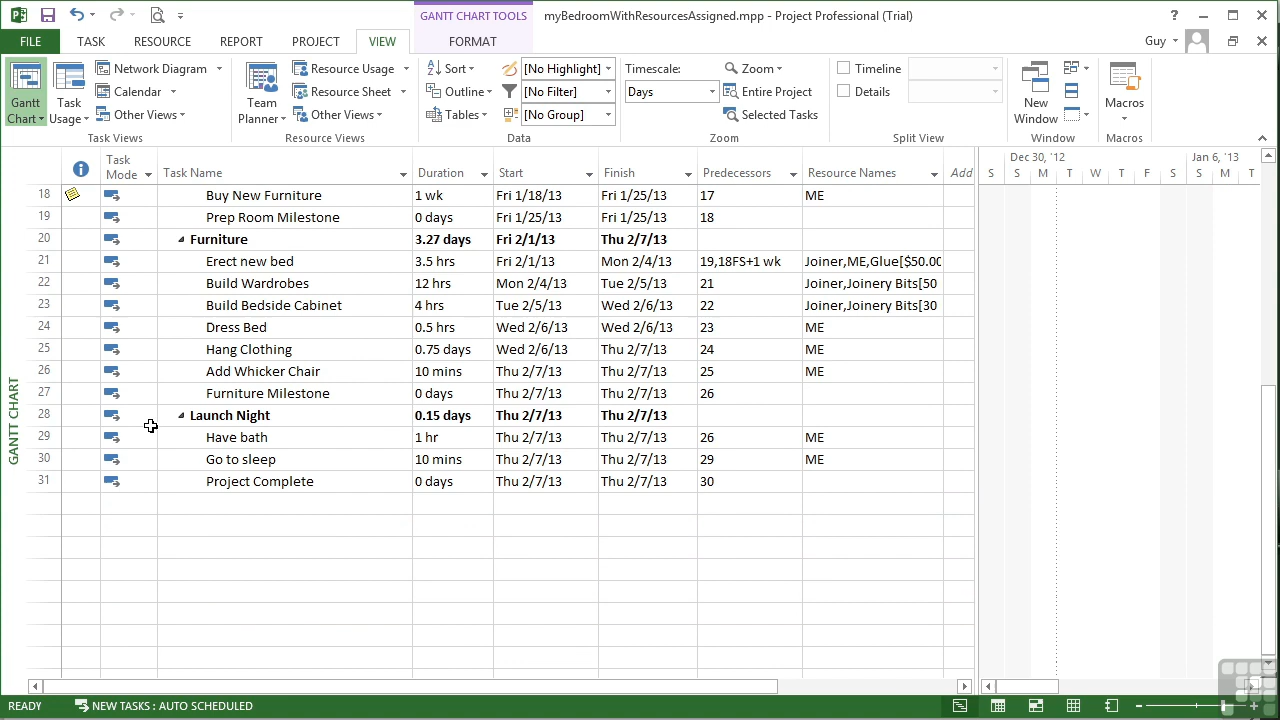 GANTT CHART TOOLS myBedroomWithResourcesAssigned.mpp - Project Professional (Trial) ?
FILE TASK RESOURCE REPORT PROJECT VIEW FORMAT Guy
Gantt Chart
Task Usage
Network Diagram
Calendar
Other Views
Task Views
Team Planner
Resource Usage
Resource Sheet
Other Views
Resource Views
Sort
Outline
Tables
[No Highlight]
[No Filter]
[No Group]
Data
Timescale:
Days
Zoom
Entire Project
Selected Tasks
Zoom
Timeline
Details
Split View
New Window
Window
Macros
Macros
Dec 30, '12 Jan 6, '13
Task Mode Task Name Duration Start Finish Predecessors Resource Names Add S S M T W T F S S M T
18 Buy New Furniture 1 wk Fri 1/18/13 Fri 1/25/13 17 ME
19 Prep Room Milestone 0 days Fri 1/25/13 Fri 1/25/13 18
20 Furniture 3.27 days Fri 2/1/13 Thu 2/7/13
21 Erect new bed 3.5 hrs Fri 2/1/13 Mon 2/4/13 19,18FS+1 wk Joiner,ME,Glue[$50.00
22 Build Wardrobes 12 hrs Mon 2/4/13 Tue 2/5/13 21 Joiner,Joinery Bits[50
23 Build Bedside Cabinet 4 hrs Tue 2/5/13 Wed 2/6/13 22 Joiner,Joinery Bits[30
24 Dress Bed 0.5 hrs Wed 2/6/13 Wed 2/6/13 23 ME
25 Hang Clothing 0.75 days Wed 2/6/13 Thu 2/7/13 24 ME
26 Add Whicker Chair 10 mins Thu 2/7/13 Thu 2/7/13 25 ME
27 Furniture Milestone 0 days Thu 2/7/13 Thu 2/7/13 26
28 Launch Night 0.15 days Thu 2/7/13 Thu 2/7/13
29 Have bath 1 hr Thu 2/7/13 Thu 2/7/13 26 ME
30 Go to sleep 10 mins Thu 2/7/13 Thu 2/7/13 29 ME
31 Project Complete 0 days Thu 2/7/13 Thu 2/7/13 30
GANTT CHART
READY NEW TASKS : AUTO SCHEDULED